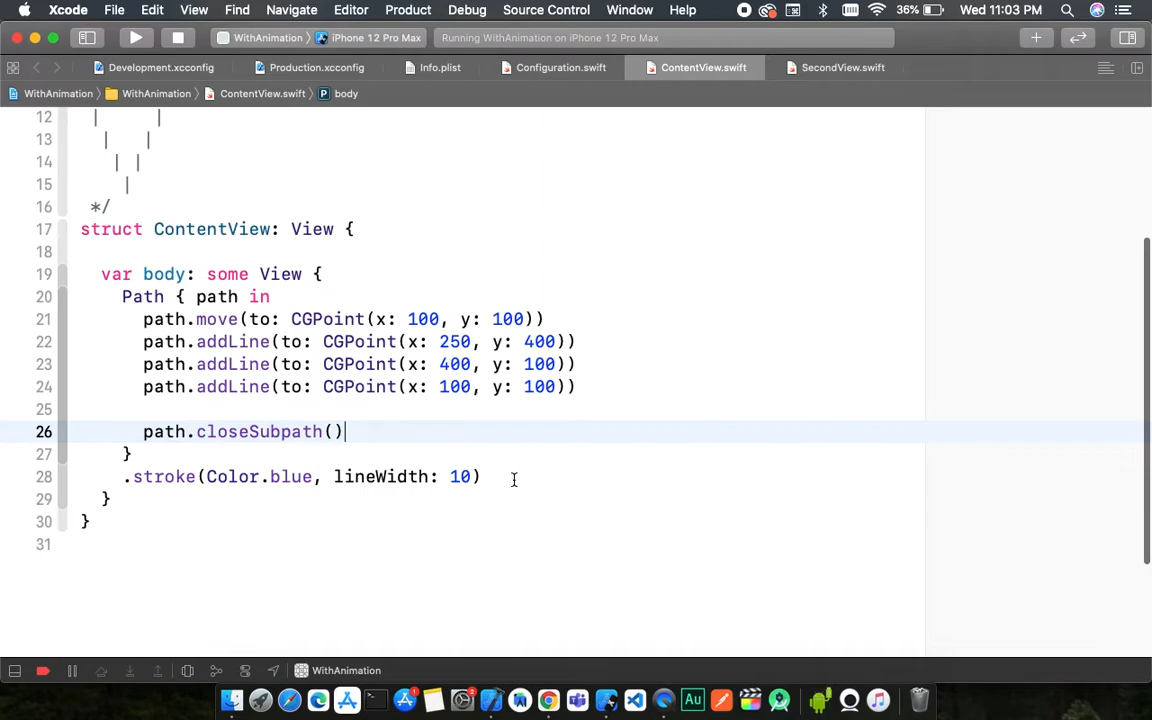 Xcode File Edit View Find Navigate Editor Product Debug Source Control Window Help 36% Wed 11:03 PM
WithAnimation iPhone 12 Pro Max Running WithAnimation on iPhone 12 Pro Max
Development.xcconfig Production.xcconfig Info.plist Configuration.swift ContentView.swift SecondView.swift
WithAnimation WithAnimation ContentView.swift P body
12 | |
13 | |
14 | |
15 |
16 */
17 struct ContentView: View {
18
19 var body: some View {
20 Path { path in
21 path.move(to: CGPoint(x: 100, y: 100))
22 path.addLine(to: CGPoint(x: 250, y: 400))
23 path.addLine(to: CGPoint(x: 400, y: 100))
24 path.addLine(to: CGPoint(x: 100, y: 100))
25
26 path.closeSubpath()
27 }
28 .stroke(Color.blue, lineWidth: 10)
29 }
30 }
31
WithAnimation
Au